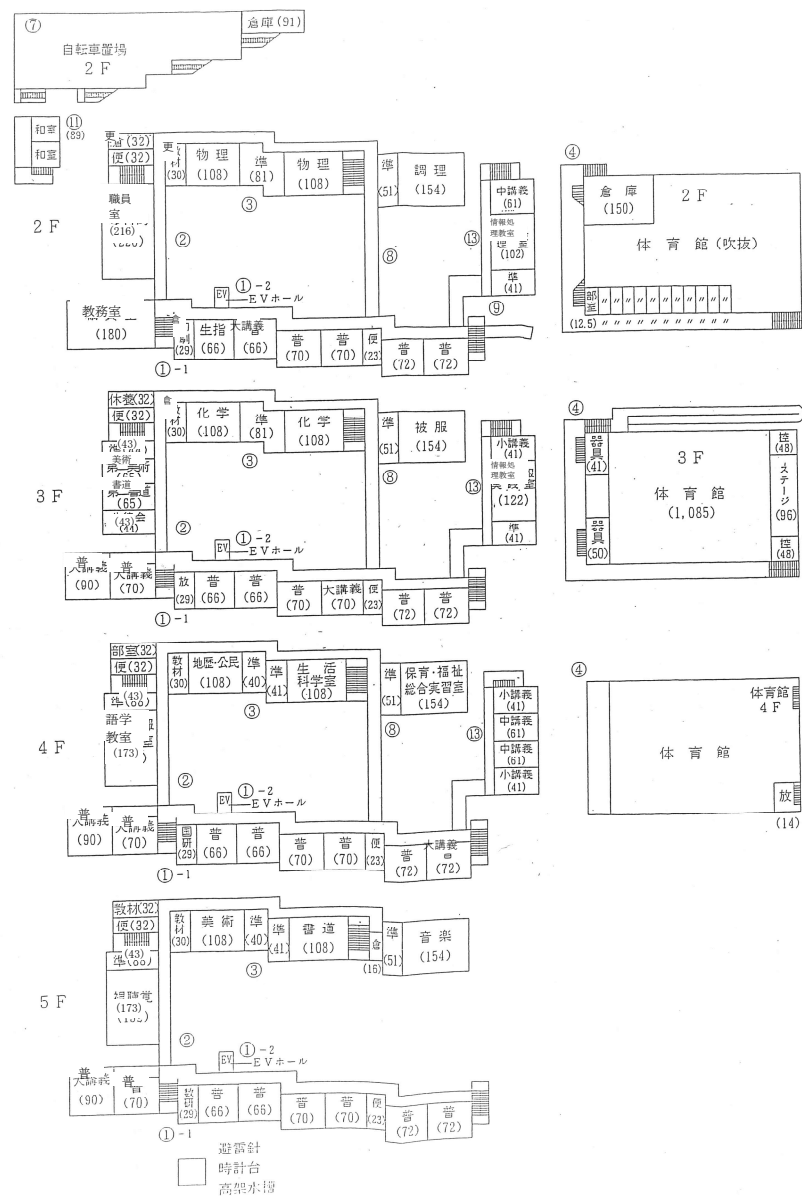 ⑦
倉庫(91)
自転車置場
2F
和室
和室
⑪
(89)
更
(32)
便(32)
職員
室
(216)
2F
②
更
(30)
物理
(108)
準
(81)
物理
(108)
③
準
(51)
調理
(154)
⑧
中講義
(61)
情報処
理教室
(102)
準
(41)
⑬
⑨
④
倉庫
(150)
2F
体育館(吹抜)
部
室
〃 〃 〃 〃 〃 〃 〃 〃 〃 〃 〃
(12.5) 〃 〃 〃 〃 〃 〃 〃 〃 〃 〃 〃
EV
①-2
EVホール
教務室
(180)
倉
(29)
生指
(66)
大講義
(66)
普
(70)
普
(70)
便
(23)
普
(72)
普
(72)
①-1
休養(32)
便(32)
(43)
美術
書道
(65)
(43)
3F
②
倉
(30)
化学
(108)
準
(81)
化学
(108)
③
準
(51)
被服
(154)
⑧
小講義
(41)
情報処
理教室
(122)
準
(41)
⑬
④
器具
(41)
器具
(50)
3F
体育館
(1,085)
控
(48)
ステージ
(96)
控
(48)
EV
①-2
EVホール
普
大講義
(90)
普
大講義
(70)
放
(29)
普
(66)
普
(66)
普
(70)
大講義
(70)
便
(23)
普
(72)
普
(72)
①-1
部室(32)
便(32)
(43)
語学
教室
(173)
4F
②
教材
(30)
地歴・公民
(108)
準
(40)
準
(41)
生活
科学室
(108)
③
準
(51)
保育・福祉
総合実習室
(154)
⑧
小講義
(41)
中講義
(61)
中講義
(61)
小講義
(41)
⑬
④
体育館
4F
体育館
放
(14)
EV
①-2
EVホール
普
大講義
(90)
普
大講義
(70)
国研
(29)
普
(66)
普
(66)
普
(70)
普
(70)
便
(23)
普
(72)
大講義
(72)
①-1
教材(32)
便(32)
(43)
(173)
5F
②
教材
(30)
美術
(108)
準
(40)
準
(41)
書道
(108)
倉
(16)
③
準
(51)
音楽
(154)
EV
①-2
EVホール
普
大講義
(90)
普
(70)
(29)
普
(66)
普
(66)
普
(70)
普
(70)
便
(23)
普
(72)
普
(72)
①-1
避雷針
時計台
高架水槽